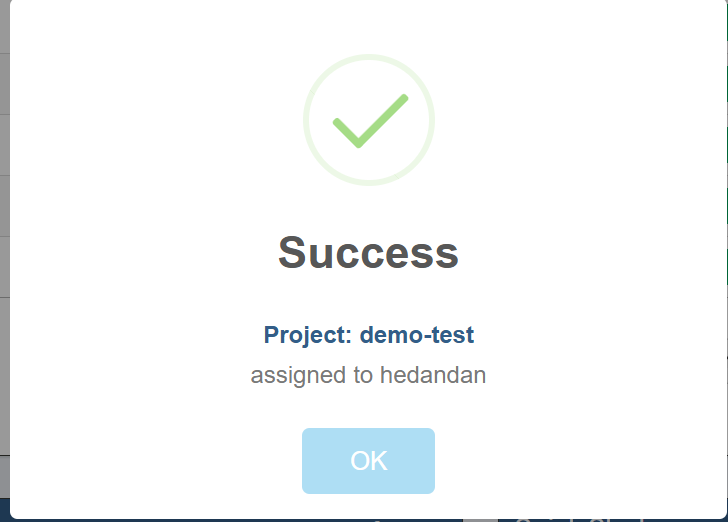 Success
Project: demo-test
assigned to hedandan
OK